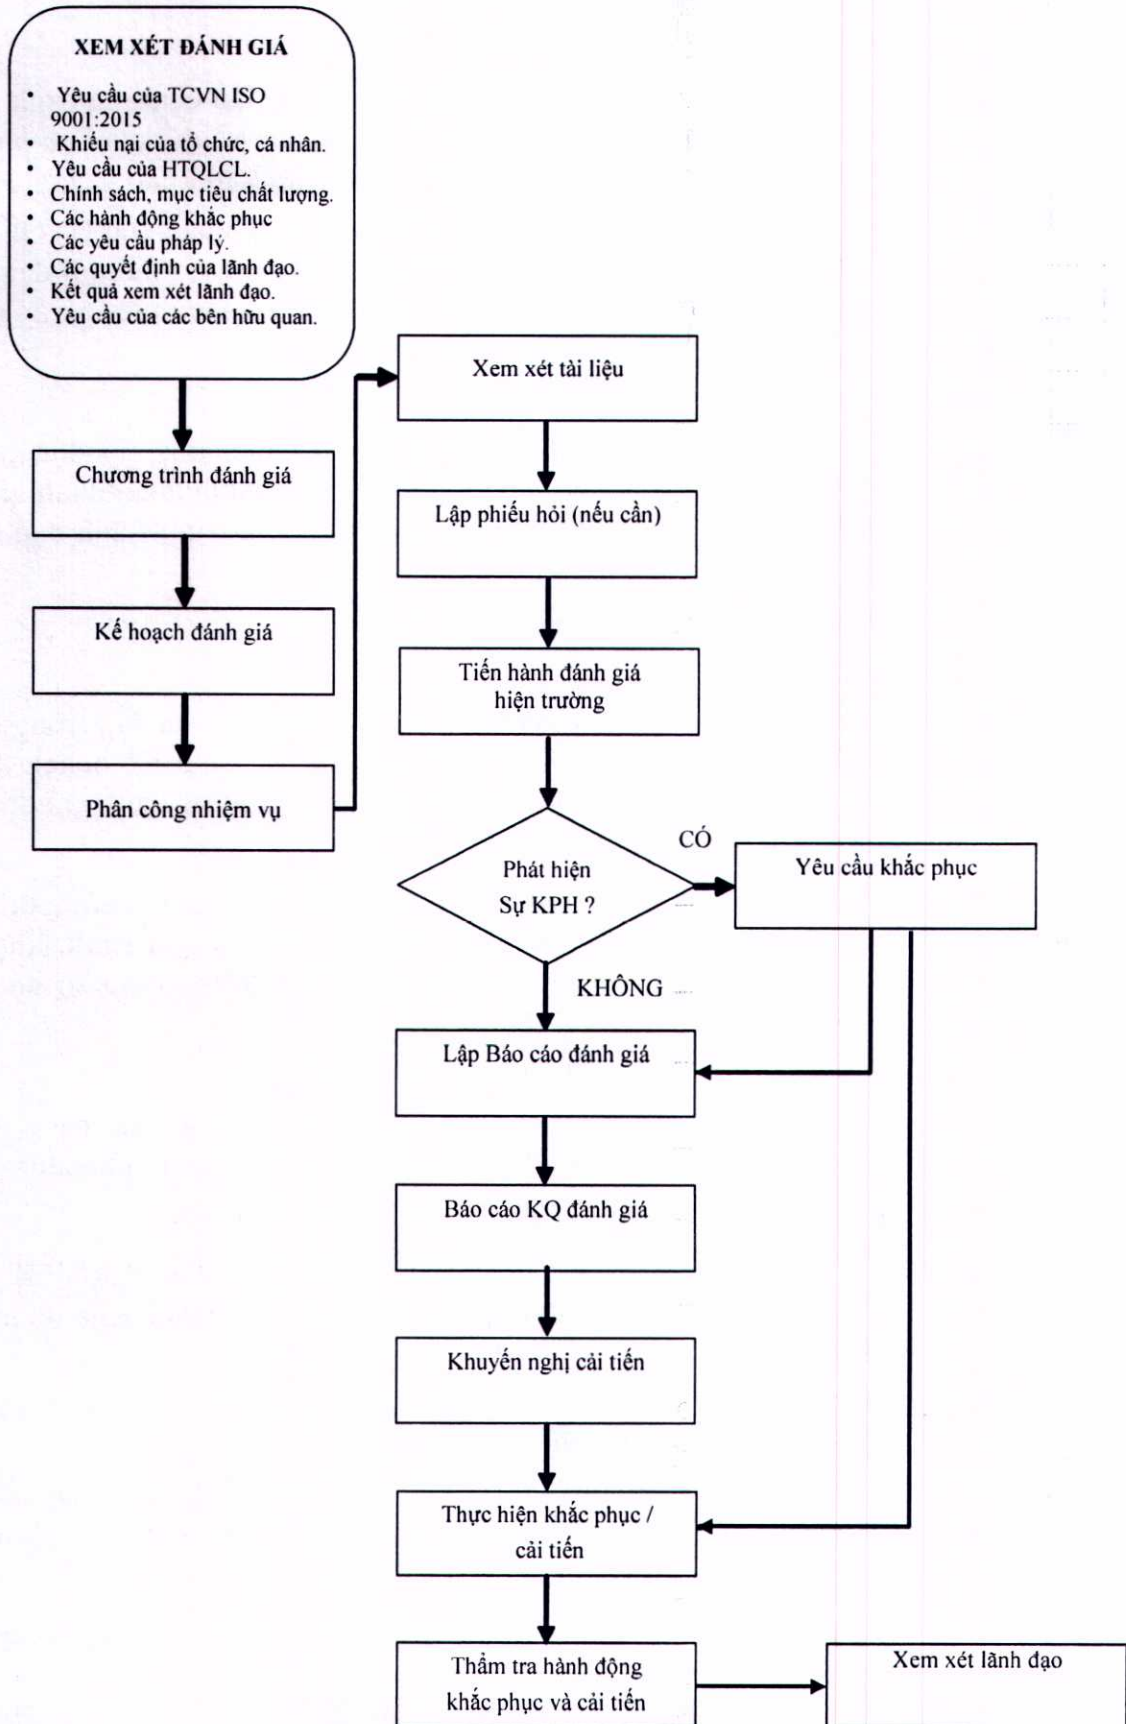 XEM XÉT ĐÁNH GIÁ
• Yêu cầu của TCVN ISO
9001:2015
• Khiếu nại của tổ chức, cá nhân.
• Yêu cầu của HTQLCL.
• Chính sách, mục tiêu chất lượng.
• Các hành động khắc phục
• Các yêu cầu pháp lý.
• Các quyết định của lãnh đạo.
• Kết quả xem xét lãnh đạo.
• Yêu cầu của các bên hữu quan.
Chương trình đánh giá
Kế hoạch đánh giá
Phân công nhiệm vụ
Xem xét tài liệu
Lập phiếu hỏi (nếu cần)
Tiến hành đánh giá
hiện trường
Phát hiện
Sự KPH ?
CÓ
Yêu cầu khắc phục
KHÔNG
Lập Báo cáo đánh giá
Báo cáo KQ đánh giá
Khuyến nghị cải tiến
Thực hiện khắc phục /
cải tiến
Thẩm tra hành động
khắc phục và cải tiến
Xem xét lãnh đạo